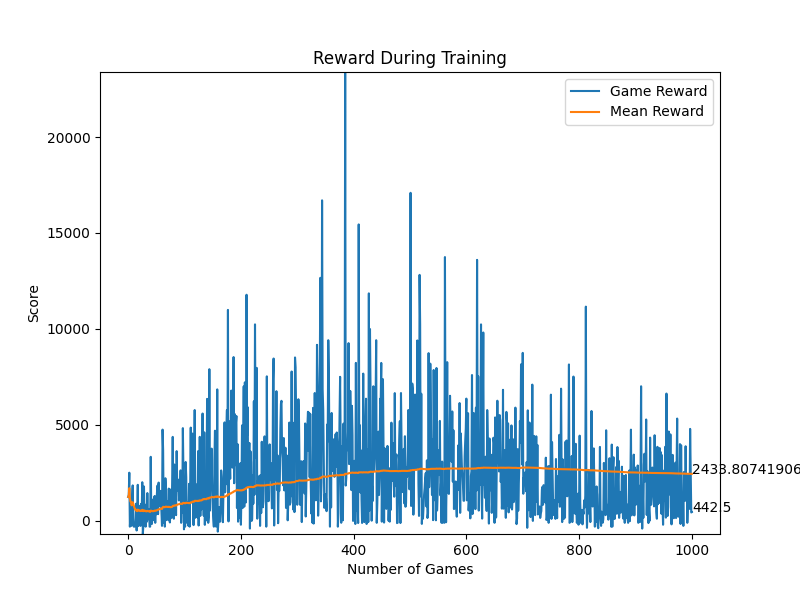 Reward During Training
Game Reward
Mean Reward
20000
15000
10000
5000
0
Score
2433.80741906
442.5
0
200
400
600
800
1000
Number of Games